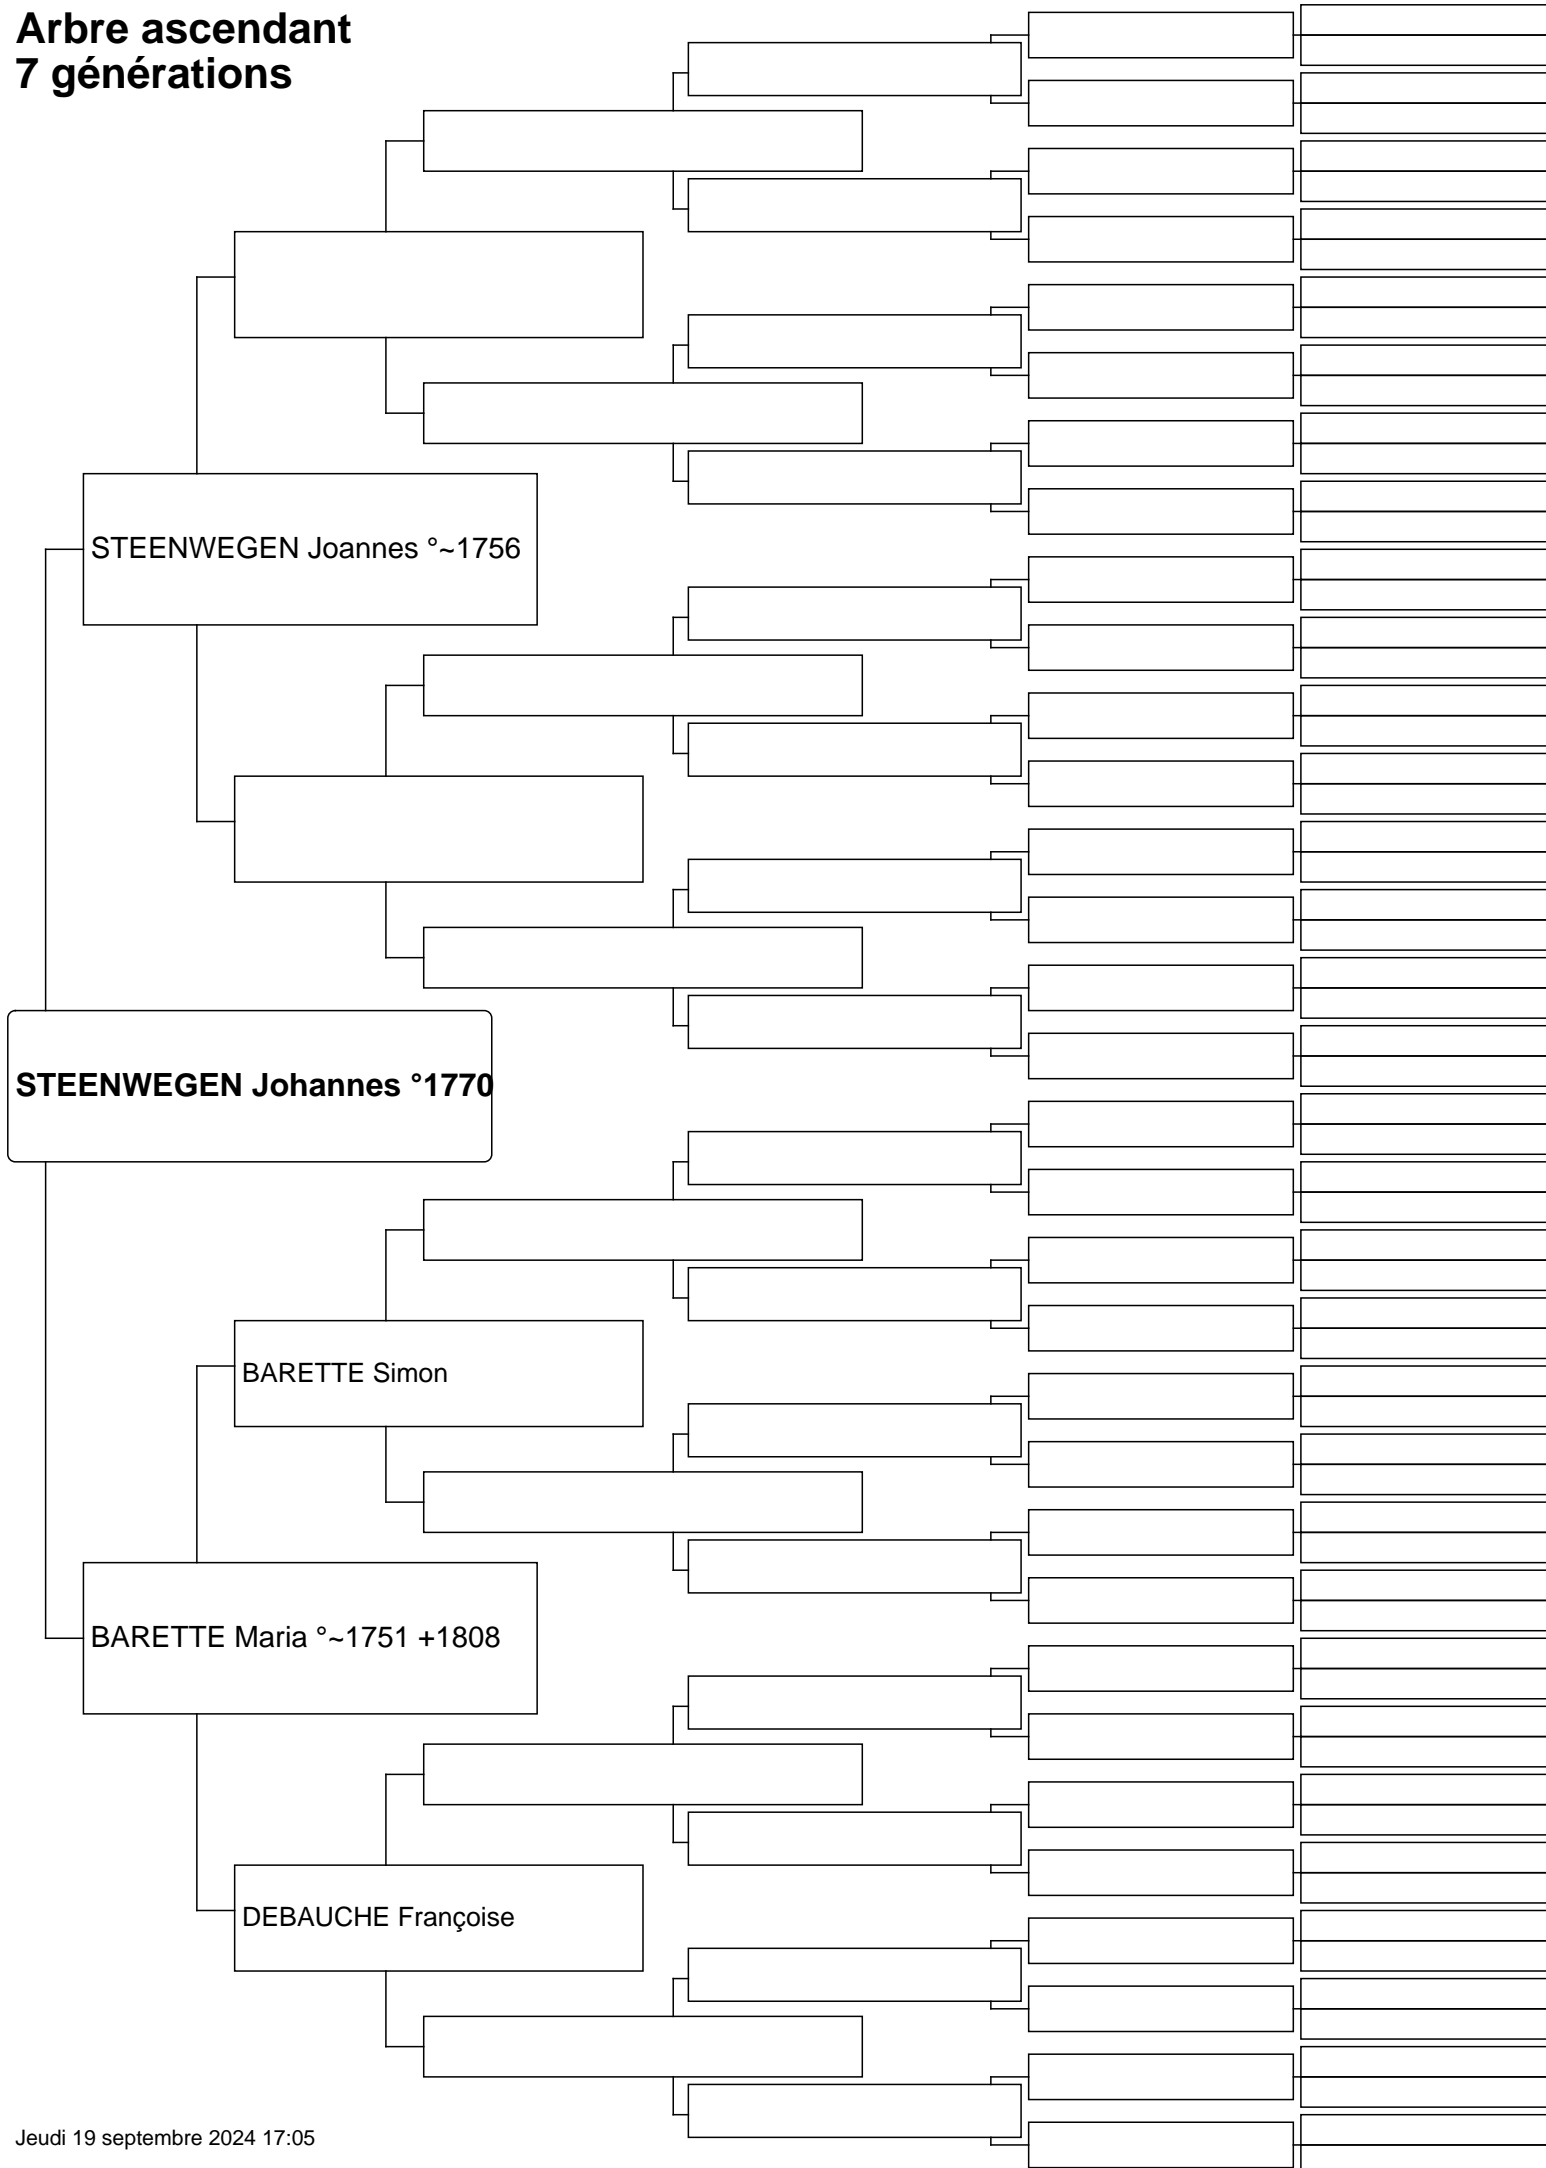 Arbre ascendant
7 générations
STEENWEGEN Joannes °~1756
STEENWEGEN Johannes °1770
BARETTE Simon
BARETTE Maria °~1751 +1808
DEBAUCHE Françoise
Jeudi 19 septembre 2024 17:05